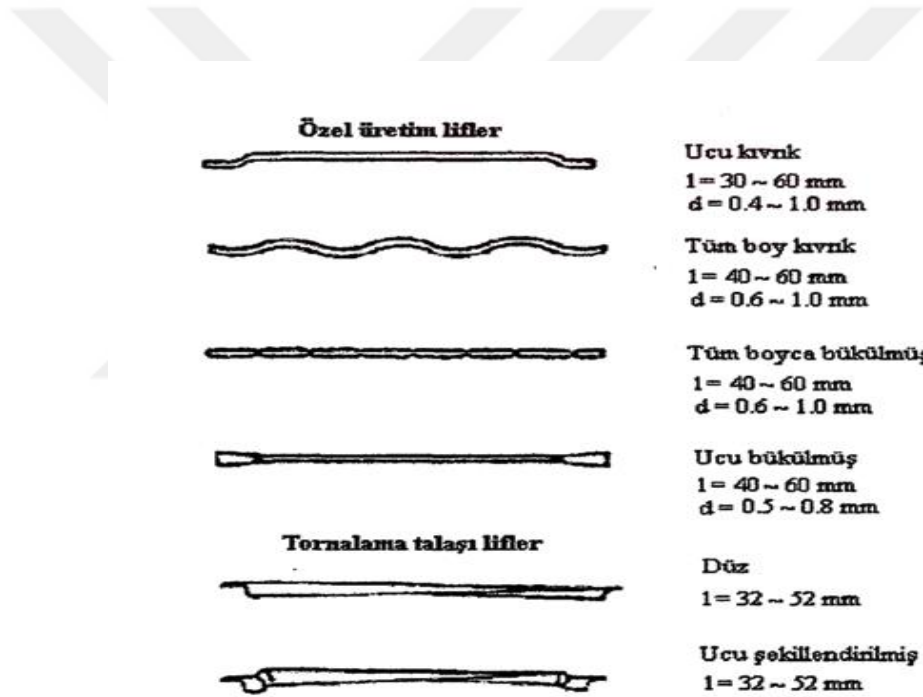 Özel üretim lifler
Ucu kıvrık
l= 30 ~ 60 mm
d = 0.4 ~ 1.0 mm
Tüm boy kıvrık
l= 40 ~ 60 mm
d = 0.6 ~ 1.0 mm
Tüm boyca bükülmüş
l= 40 ~ 60 mm
d = 0.6 ~ 1.0 mm
Ucu bükülmüş
l= 40 ~ 60 mm
d = 0.5 ~ 0.8 mm
Tornalama talaşı lifler
Düz
l= 32 ~ 52 mm
Ucu şekillendirilmiş
l= 32 ~ 52 mm